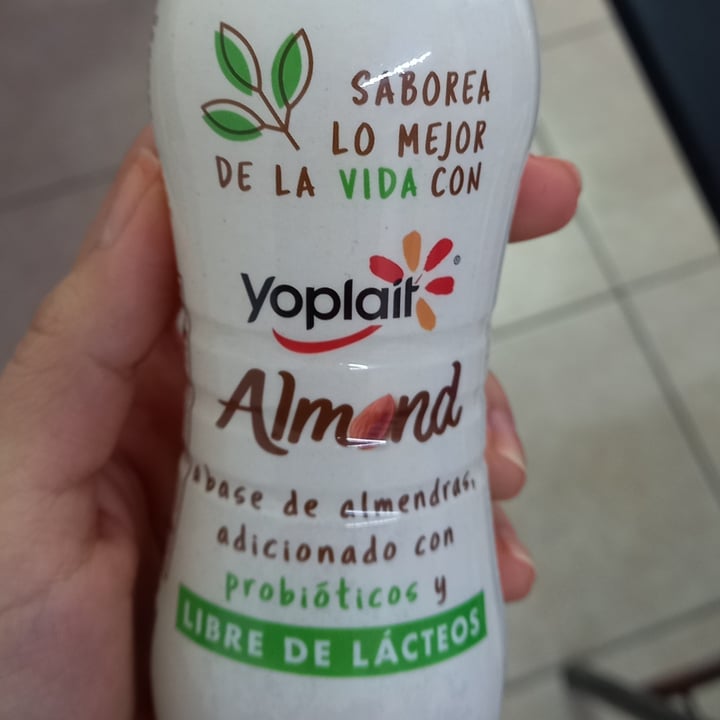 SABOREA
LO MEJOR
DE LA VIDA CON
yoplait®
Almond
a base de almendras,
adicionado con
probióticos y
LIBRE DE LÁCTEOS